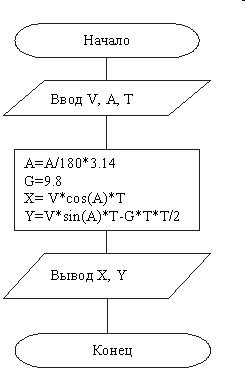 Начало
Ввод V, A, T
A=A/180*3.14
G=9.8
X= V*cos(A)*T
Y=V*sin(A)*T-G*T*T/2
Вывод X, Y
Конец